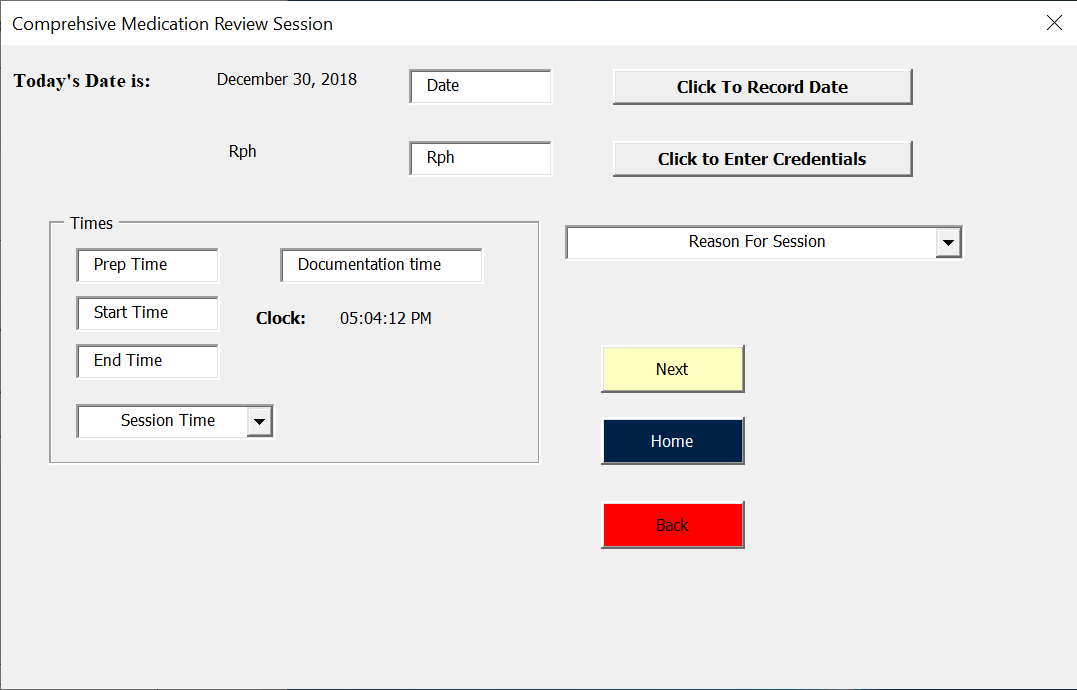 Comprehsive Medication Review Session
Today's Date is: December 30, 2018 Date Click To Record Date
Rph Rph Click to Enter Credentials
Times
Reason For Session
Prep Time Documentation time
Start Time Clock: 05:04:12 PM
End Time
Session Time
Next
Home
Back